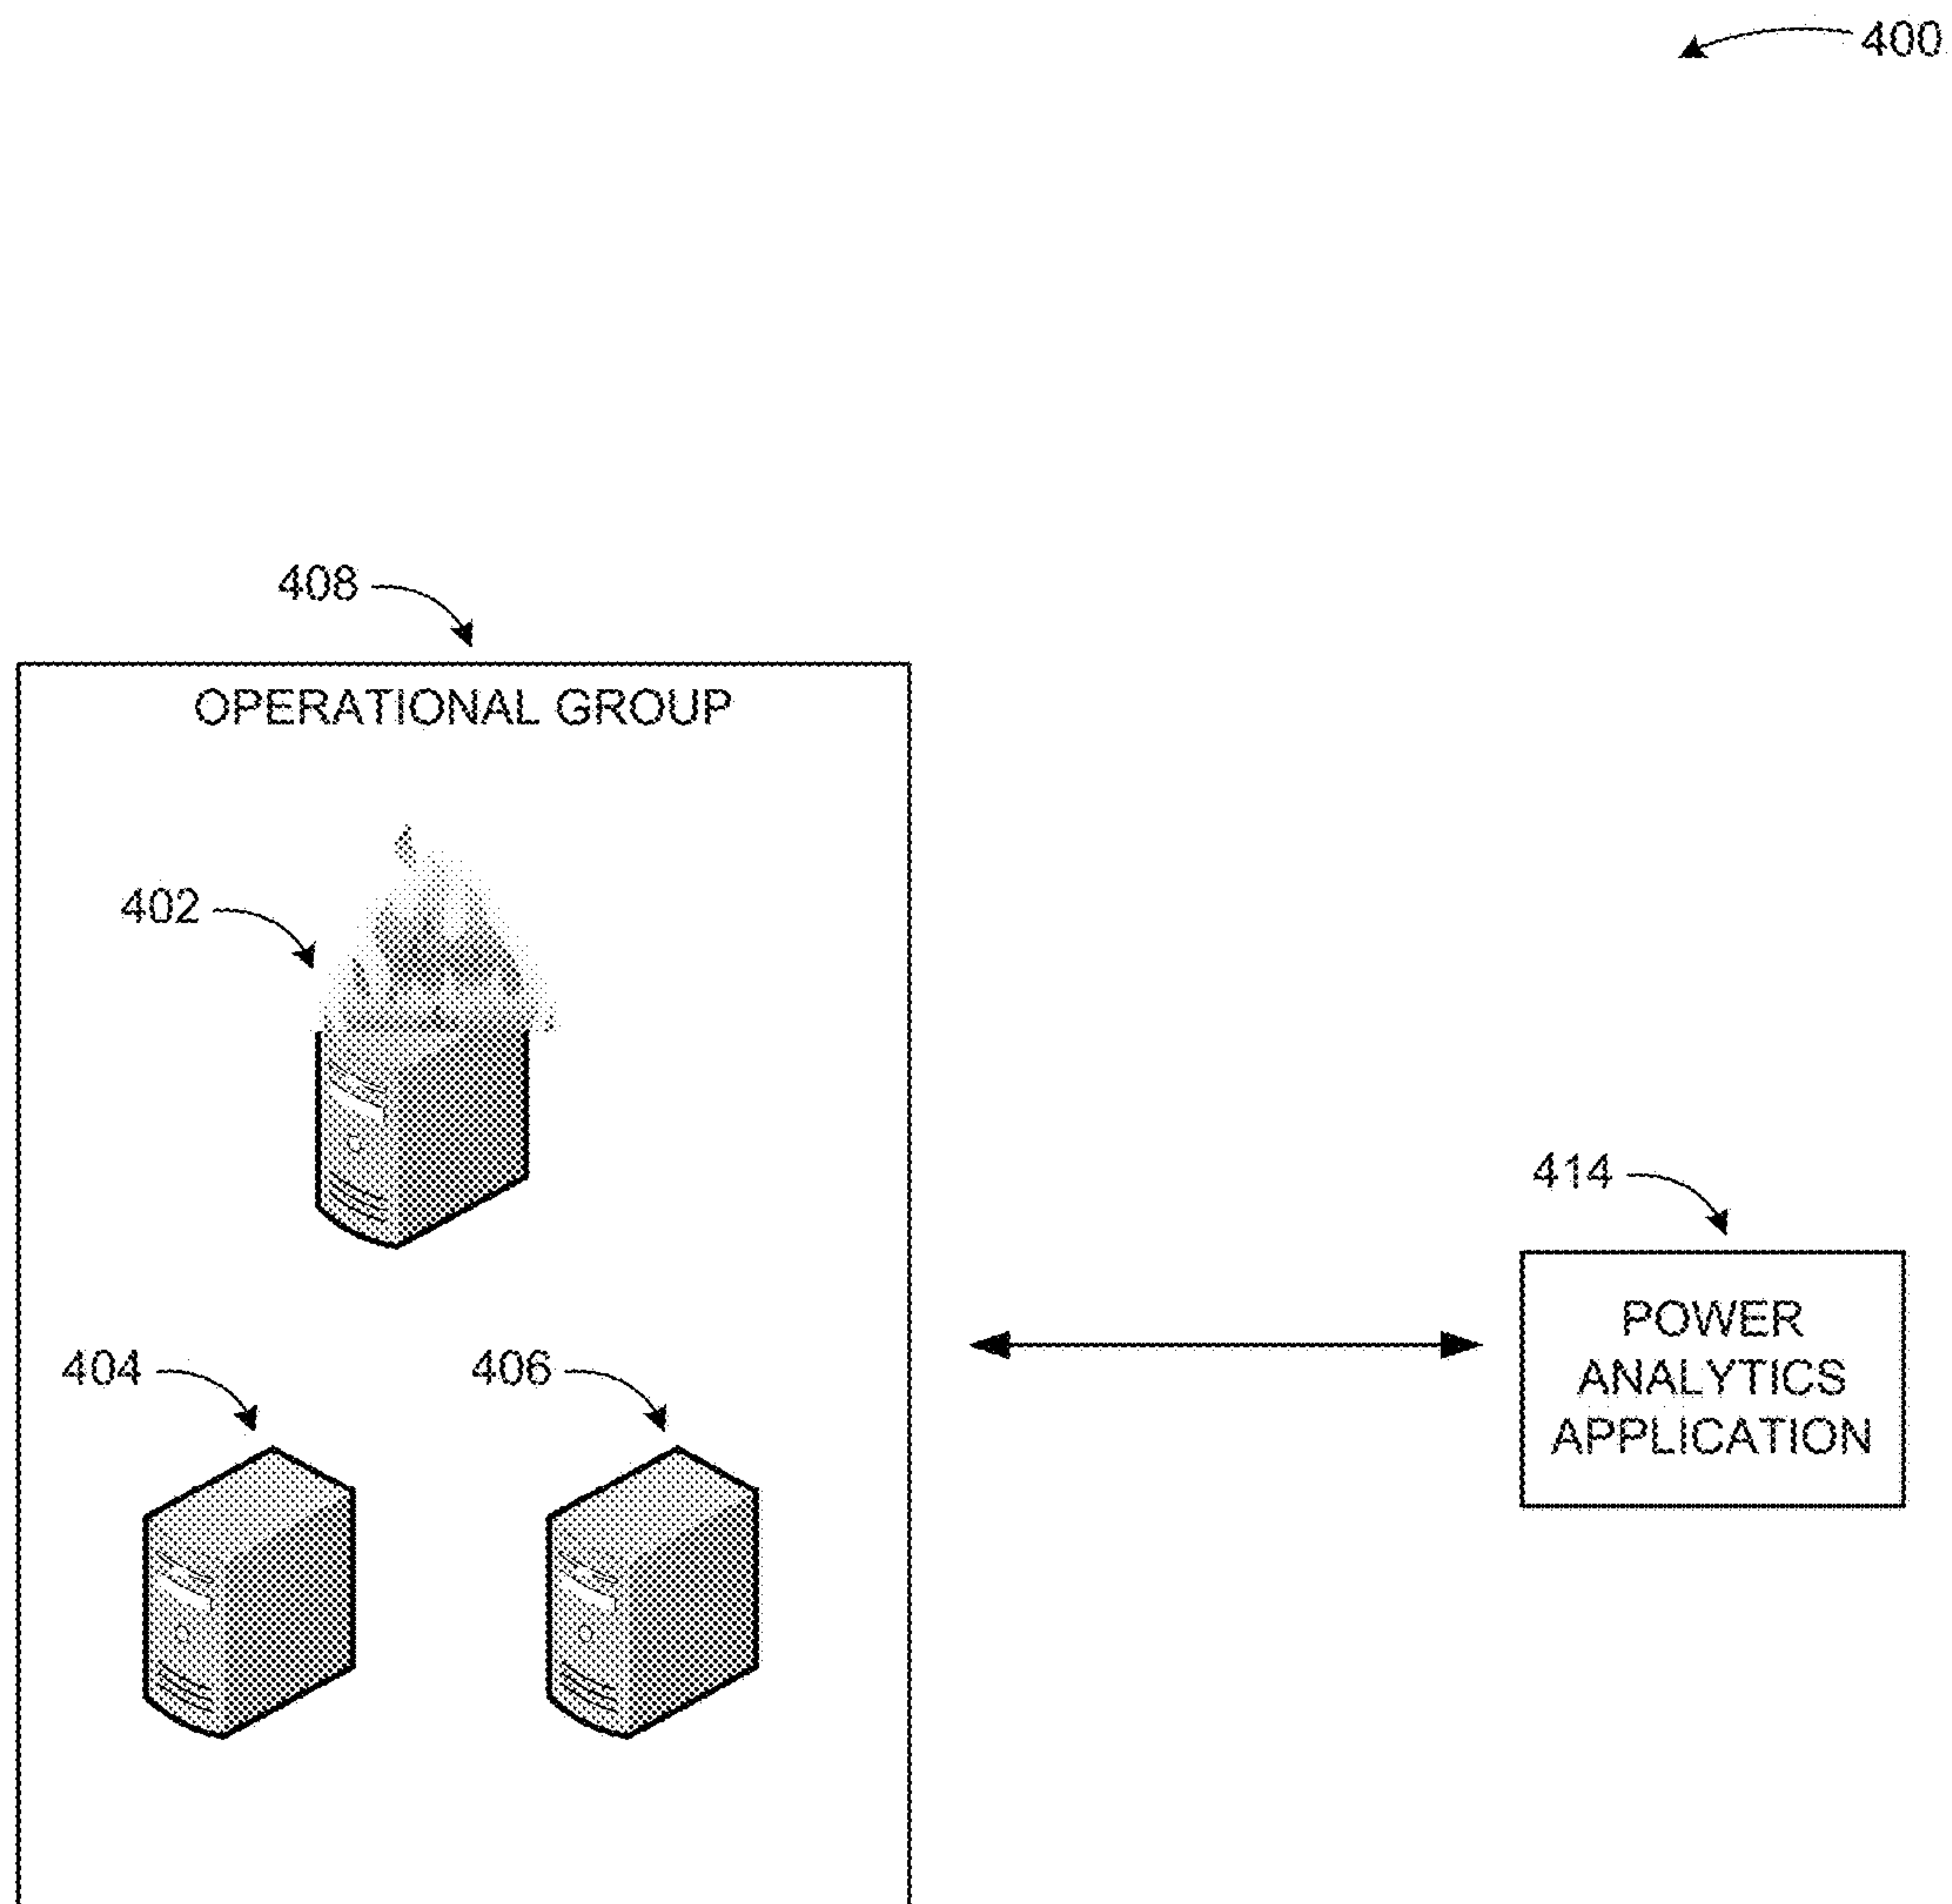 400
408
OPERATIONAL GROUP
402
414
POWER
ANALYTICS
APPLICATION
404
406